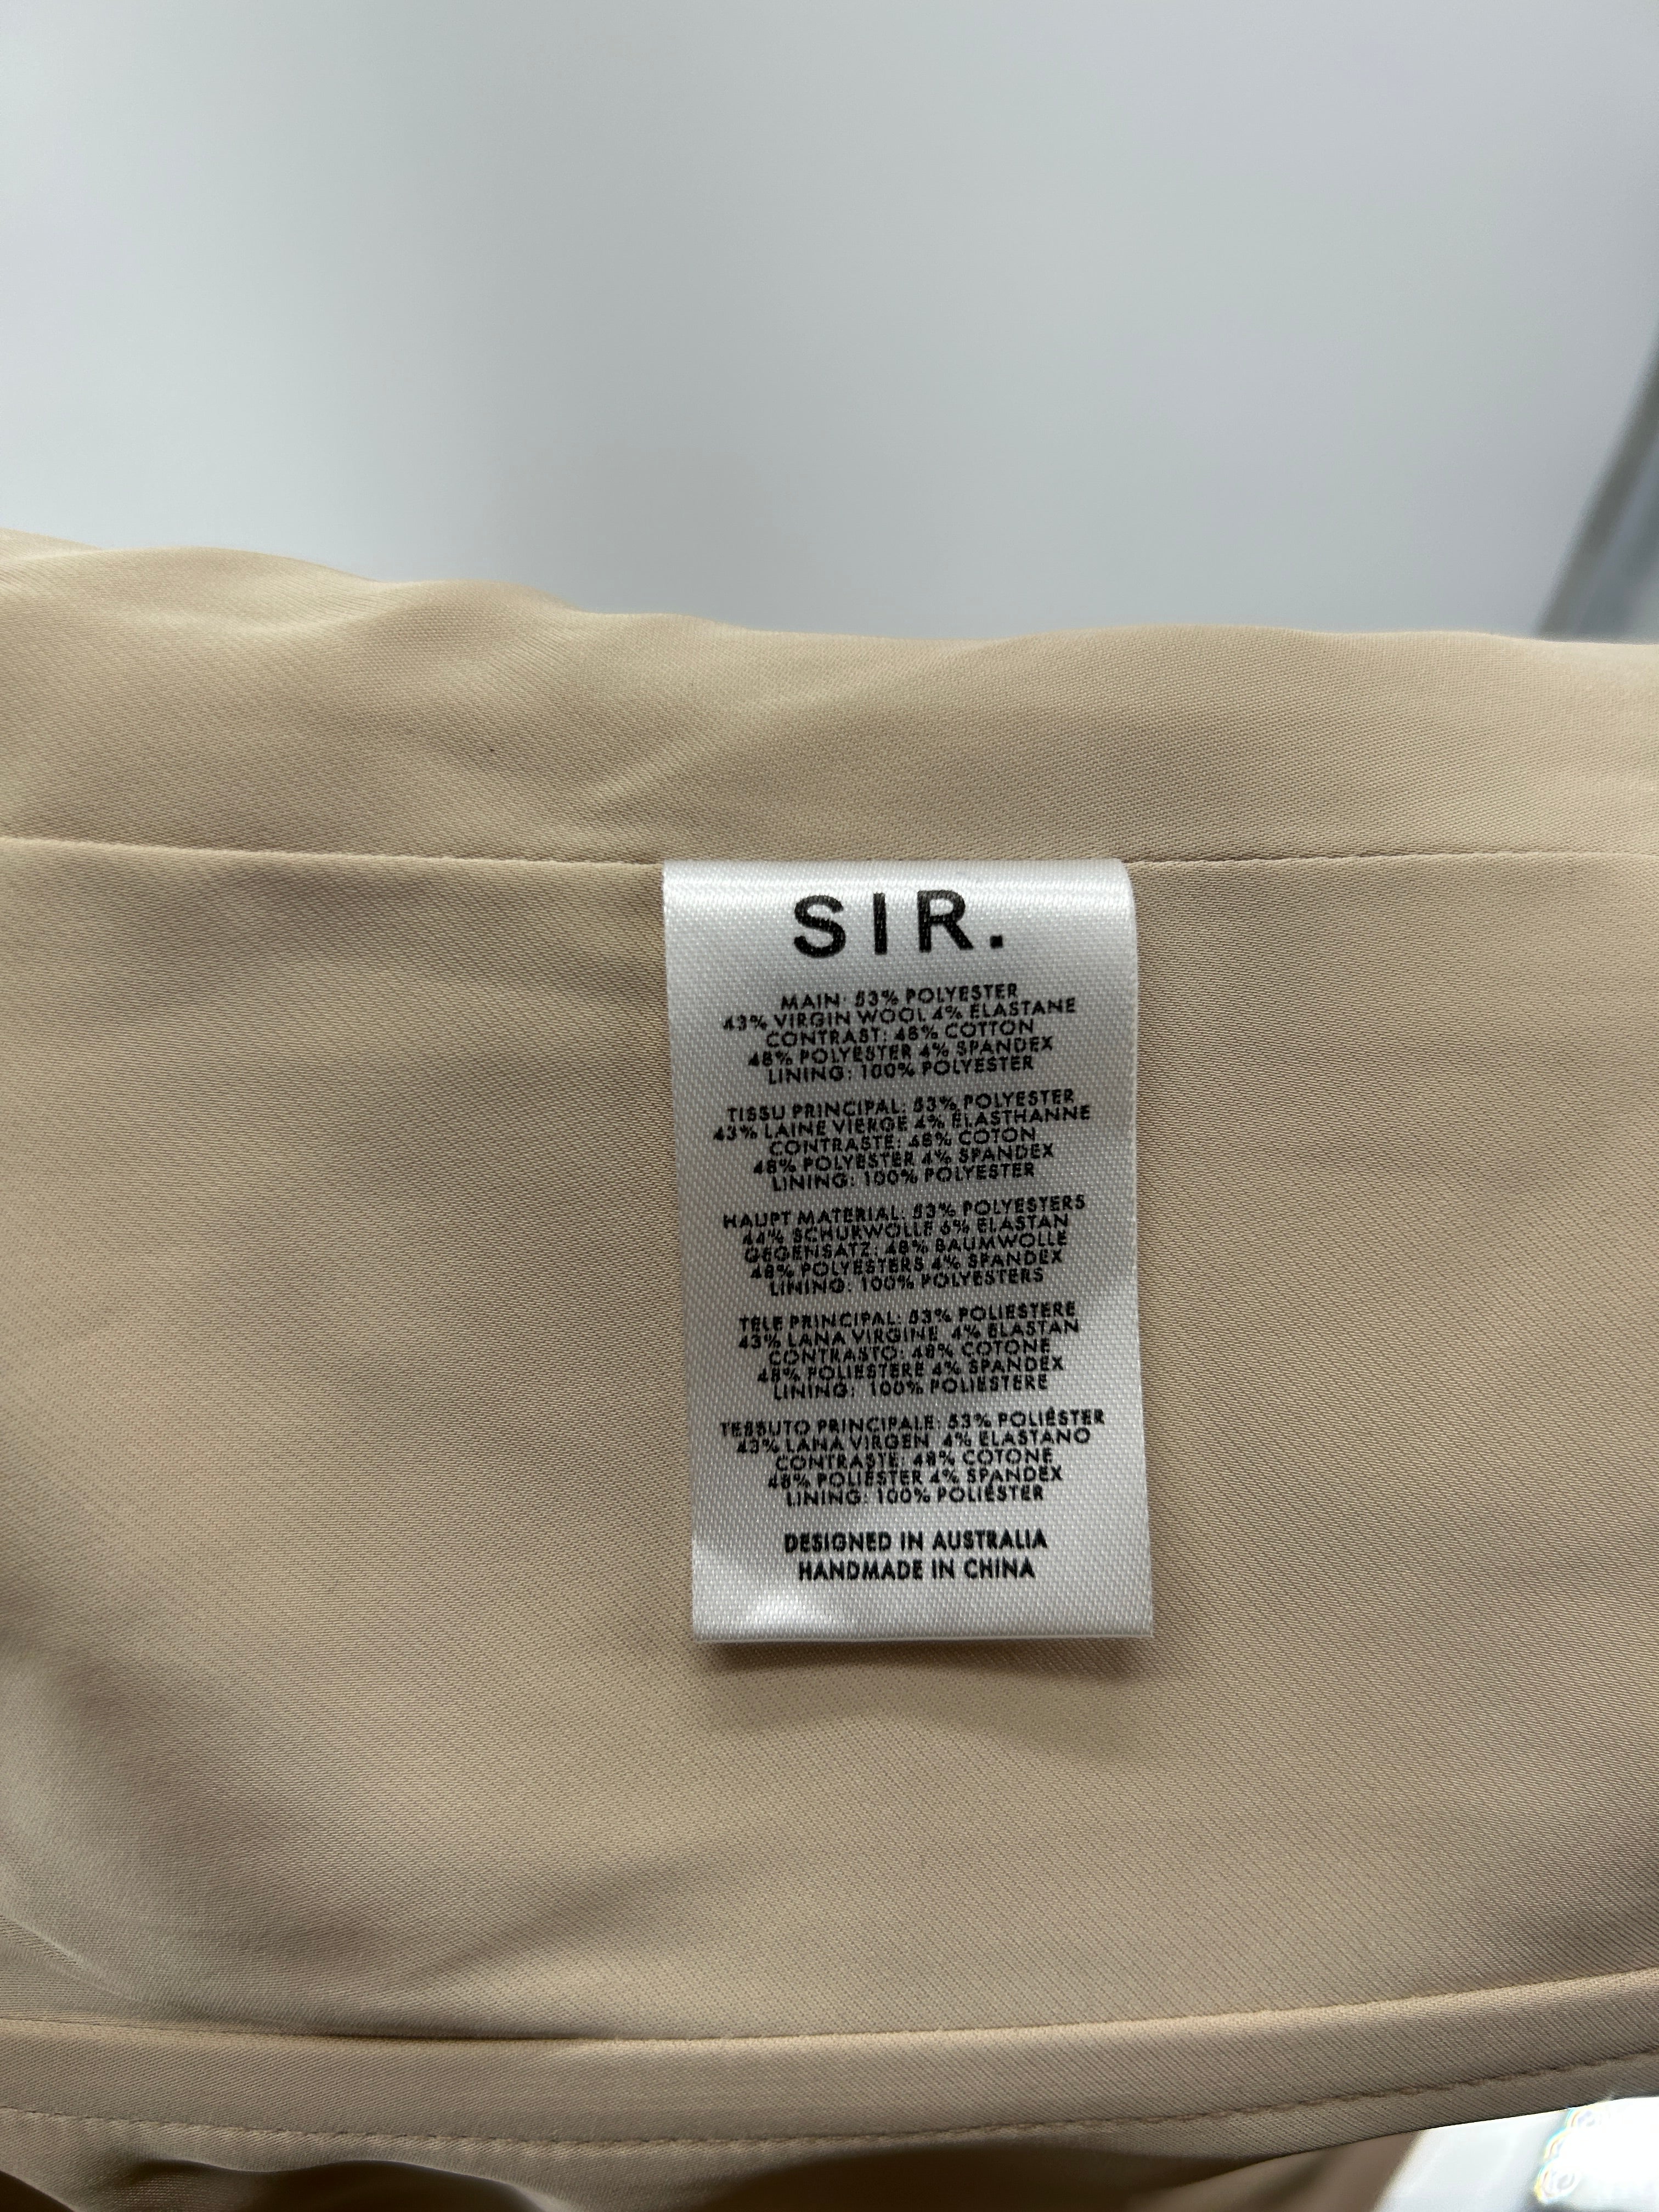 SIR.
MAIN: 53% POLYESTER
43% VIRGIN WOOL 4% ELASTANE
CONTRAST: 48% COTTON
48% POLYESTER 4% SPANDEX
LINING: 100% POLYESTER
TISSU PRINCIPAL: 53% POLYESTER
43% LAINE VIERGE 4% ÉLASTHANNE
CONTRASTE: 48% COTON
48% POLYESTER 4% SPANDEX
LINING: 100% POLYESTER
HAUPT MATERIAL: 53% POLYESTERS
44% SCHURWOLLE 6% ELASTAN
GEGENSATZ: 48% BAUMWOLLE
48% POLYESTERS 4% SPANDEX
LINING: 100% POLYESTERS
TELE PRINCIPAL: 53% POLIESTERE
43% LANA VIRGINE, 4% ELASTAN
CONTRASTO: 48% COTONE
48% POLIESTERE 4% SPANDEX
LINING: 100% POLIESTERE
TESSUTO PRINCIPALE: 53% POLIÉSTER
43% LANA VIRGEN, 4% ELASTANO
CONTRASTE: 48% COTONE
48% POLIÉSTER 4% SPANDEX
LINING: 100% POLIÉSTER
DESIGNED IN AUSTRALIA
HANDMADE IN CHINA